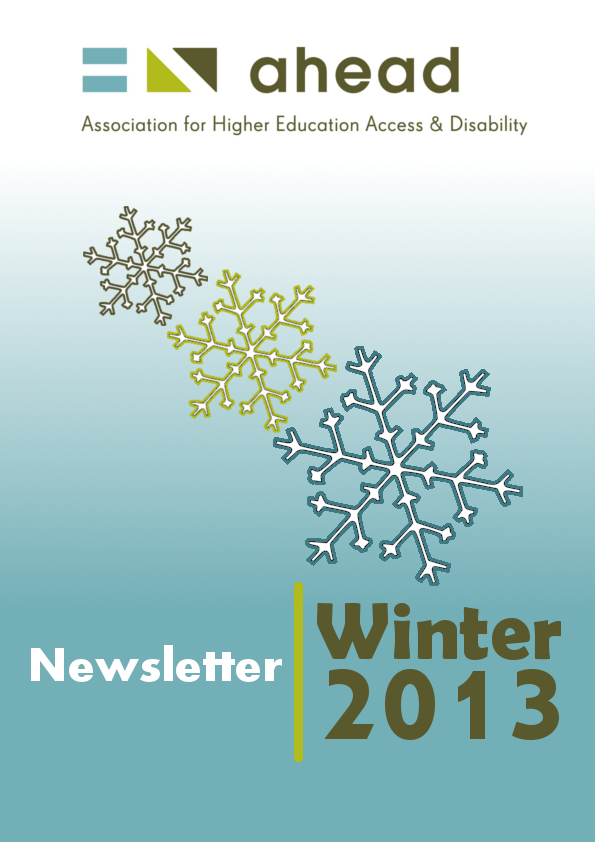 ahead
Association for Higher Education Access & Disability
Newsletter
Winter
2013